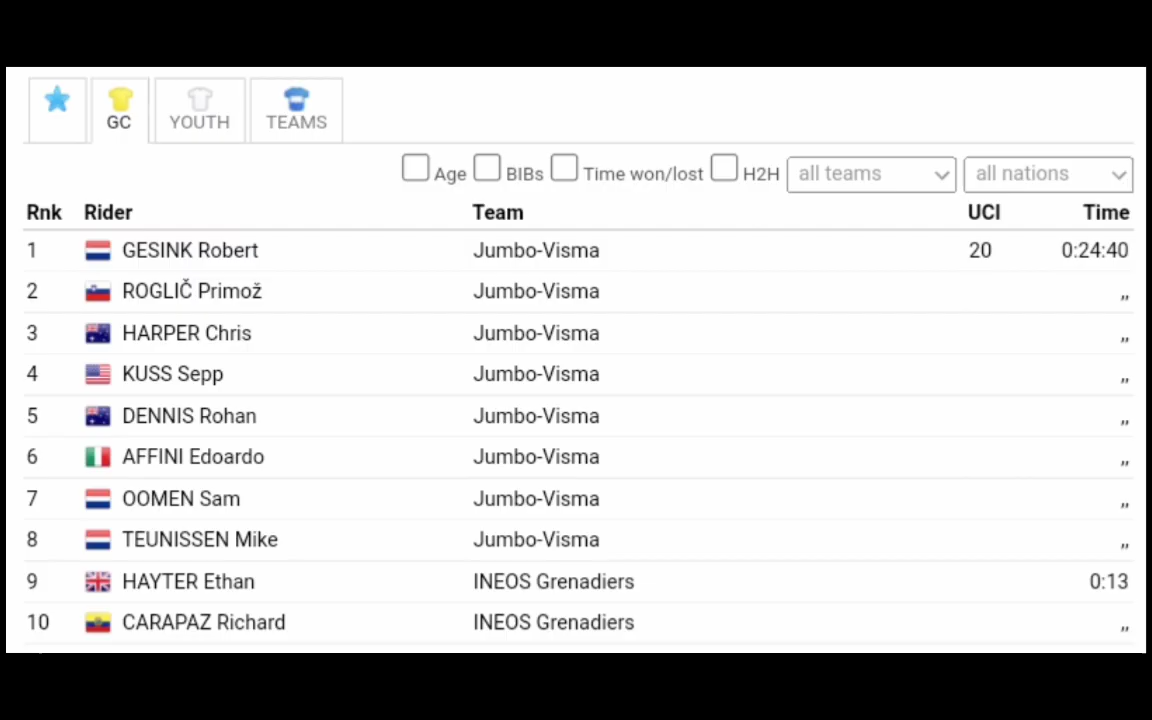 GC YOUTH TEAMS
Age BIBs Time won/lost H2H all teams all nations
Rnk Rider Team UCI Time
1 GESINK Robert Jumbo-Visma 20 0:24:40
2 ROGLIČ Primož Jumbo-Visma ,,
3 HARPER Chris Jumbo-Visma ,,
4 KUSS Sepp Jumbo-Visma ,,
5 DENNIS Rohan Jumbo-Visma ,,
6 AFFINI Edoardo Jumbo-Visma ,,
7 OOMEN Sam Jumbo-Visma ,,
8 TEUNISSEN Mike Jumbo-Visma ,,
9 HAYTER Ethan INEOS Grenadiers 0:13
10 CARAPAZ Richard INEOS Grenadiers ,,